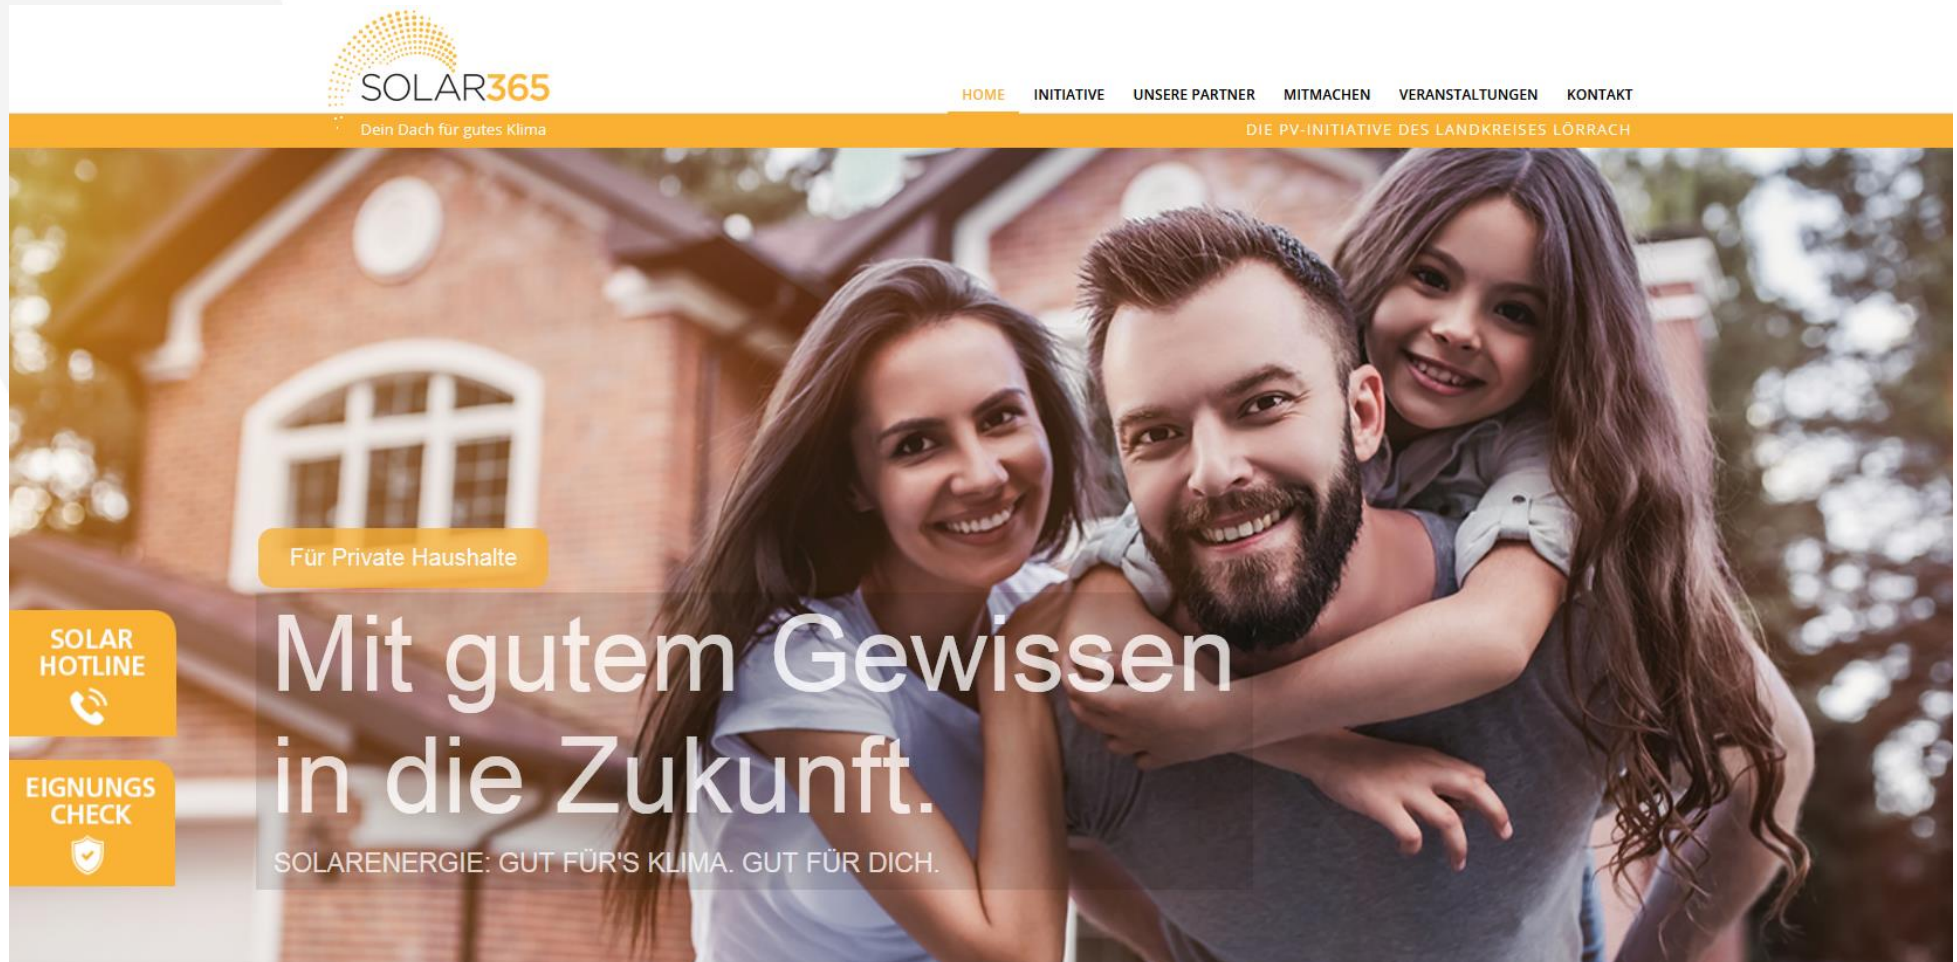 SOLAR365
HOME INITIATIVE UNSERE PARTNER MITMACHEN VERANSTALTUNGEN KONTAKT
Dein Dach für gutes Klima
DIE PV-INITIATIVE DES LANDKREISES LÖRRACH
Für Private Haushalte
Mit gutem Gewissen
in die Zukunft.
SOLARENERGIE: GUT FÜR'S KLIMA. GUT FÜR DICH.
SOLAR
HOTLINE
EIGNUNGS
CHECK